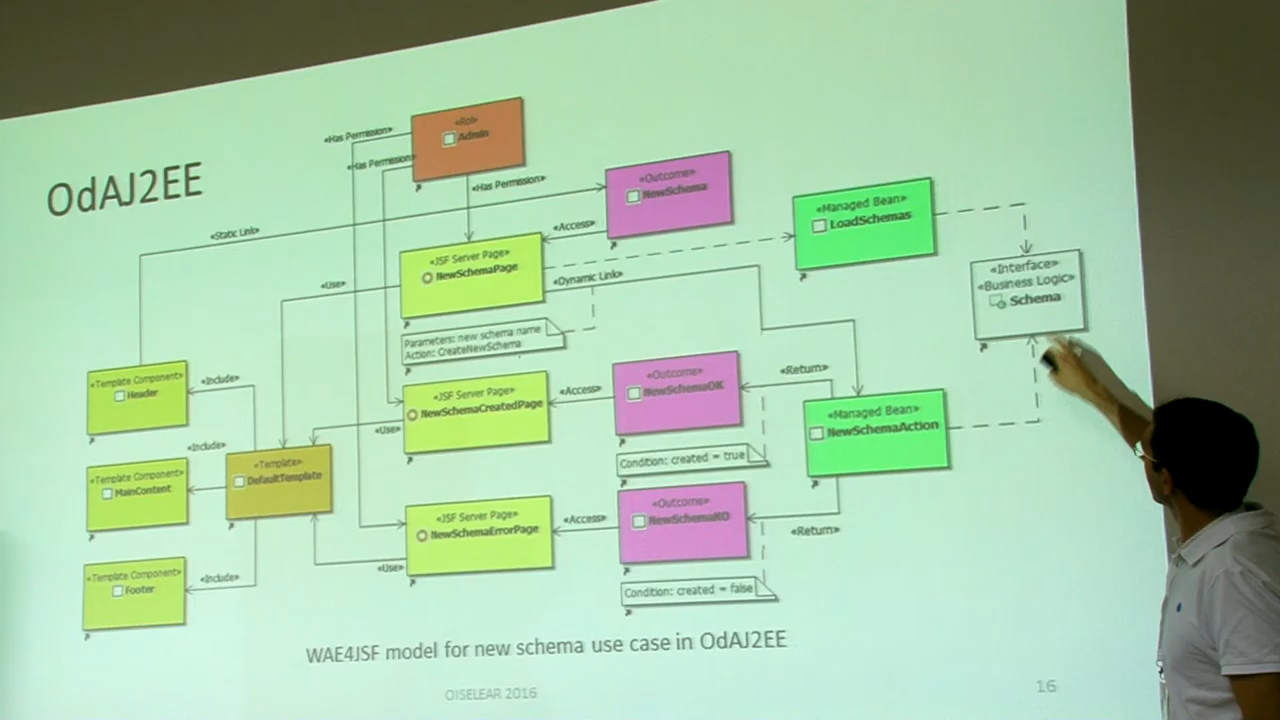 OdAJ2EE
«Has Permission»
«Rol»
Admin
«Has Permission»
«Has Permission»
«Outcome»
NewSchema
«Static Link»
«Access»
«Managed Bean»
LoadSchemas
«JSF Server Page»
NewSchemaPage
«Use»
«Dynamic Link»
«Interface»
«Business Logic»
Schema
Parameters: new schema name
Action: CreateNewSchema
«Template Component»
Header
«Include»
«JSF Server Page»
NewSchemaCreatedPage
«Access»
«Outcome»
NewSchemaOK
«Return»
«Managed Bean»
NewSchemaAction
«Use»
«Include»
Condition: created = true
«Template Component»
MainContent
«Template»
DefaultTemplate
«JSF Server Page»
NewSchemaErrorPage
«Access»
«Outcome»
NewSchemaKO
«Return»
«Use»
«Template Component»
Footer
«Include»
Condition: created = false
WAE4JSF model for new schema use case in OdAJ2EE
OISELEAR 2016
16